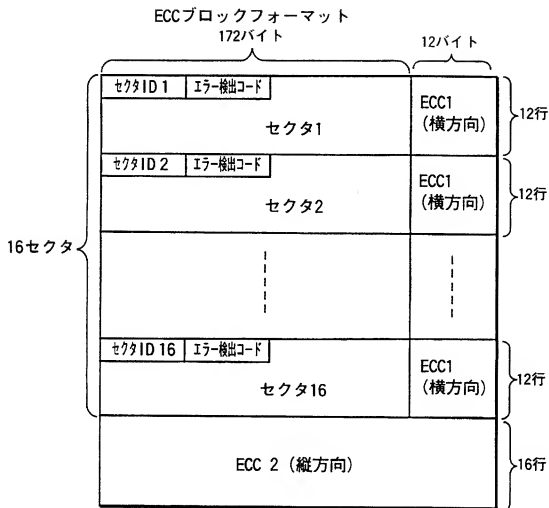 ECCブロックフォーマット
172バイト
12バイト
セクタID1 エラー検出コード
セクタ1
ECC1
(横方向)
12行
セクタID2 エラー検出コード
セクタ2
ECC1
(横方向)
12行
16セクタ
セクタID16 エラー検出コード
セクタ16
ECC1
(横方向)
12行
ECC 2 (縦方向)
16行